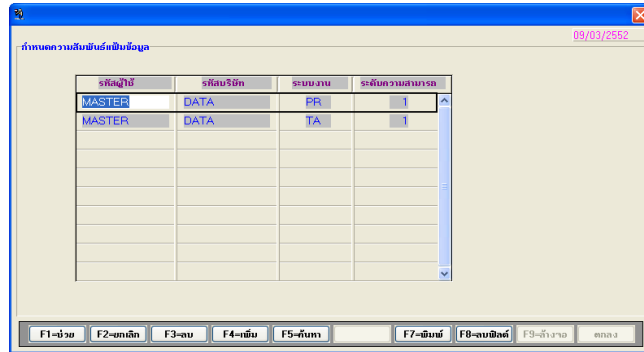 09/03/2552
กำหนดความสัมพันธ์แฟ้มข้อมูล
รหัสผู้ใช้ รหัสบริษัท ระบบงาน ระดับความสามารถ
MASTER DATA PR 1
MASTER DATA TA 1
F1=ช่วย F2=ยกเลิก F3=ลบ F4=เพิ่ม F5=ค้นหา F7=พิมพ์ F8=ลบฟิลด์ F9=ล้างจอ ตกลง